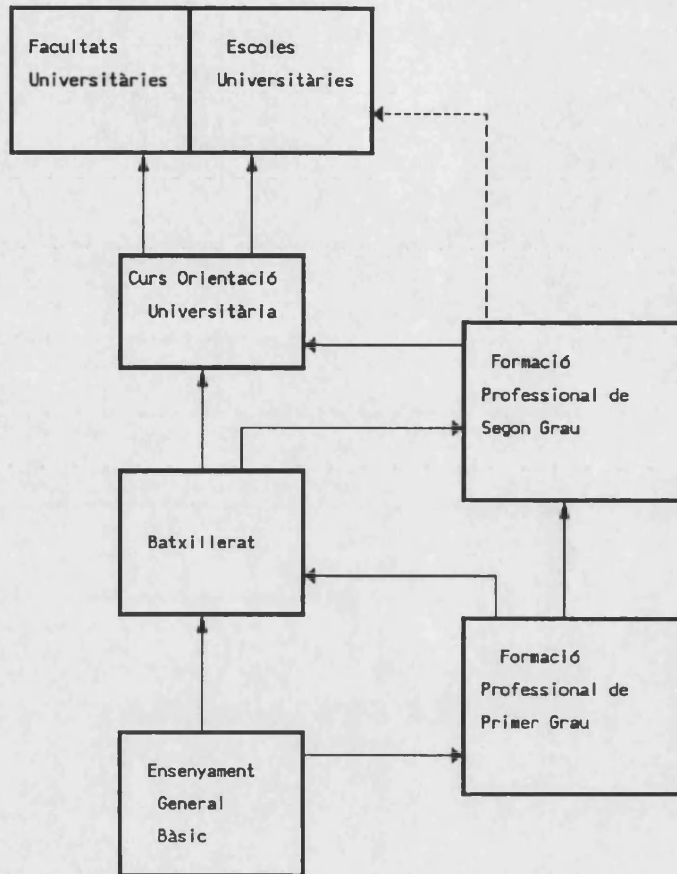 Facultats
Universitàries
Escoles
Universitàries
Curs Orientació
Universitària
Formació
Professional de
Segon Grau
Batxillerat
Formació
Professional de
Primer Grau
Ensenyament
General
Bàsic